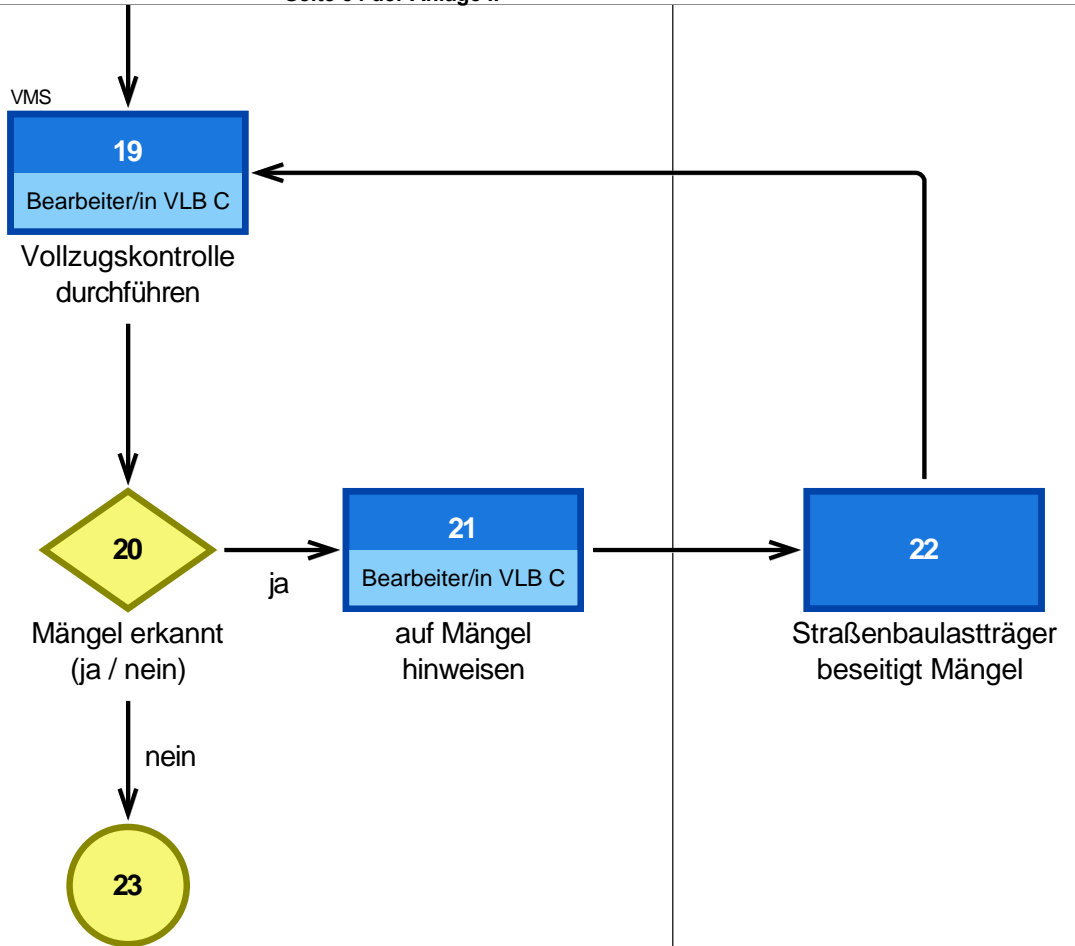 VMS
19
Bearbeiter/in VLB C
Vollzugskontrolle
durchführen
20
ja
21
Bearbeiter/in VLB C
22
Mängel erkannt
(ja / nein)
auf Mängel
hinweisen
Straßenbaulastträger
beseitigt Mängel
nein
23